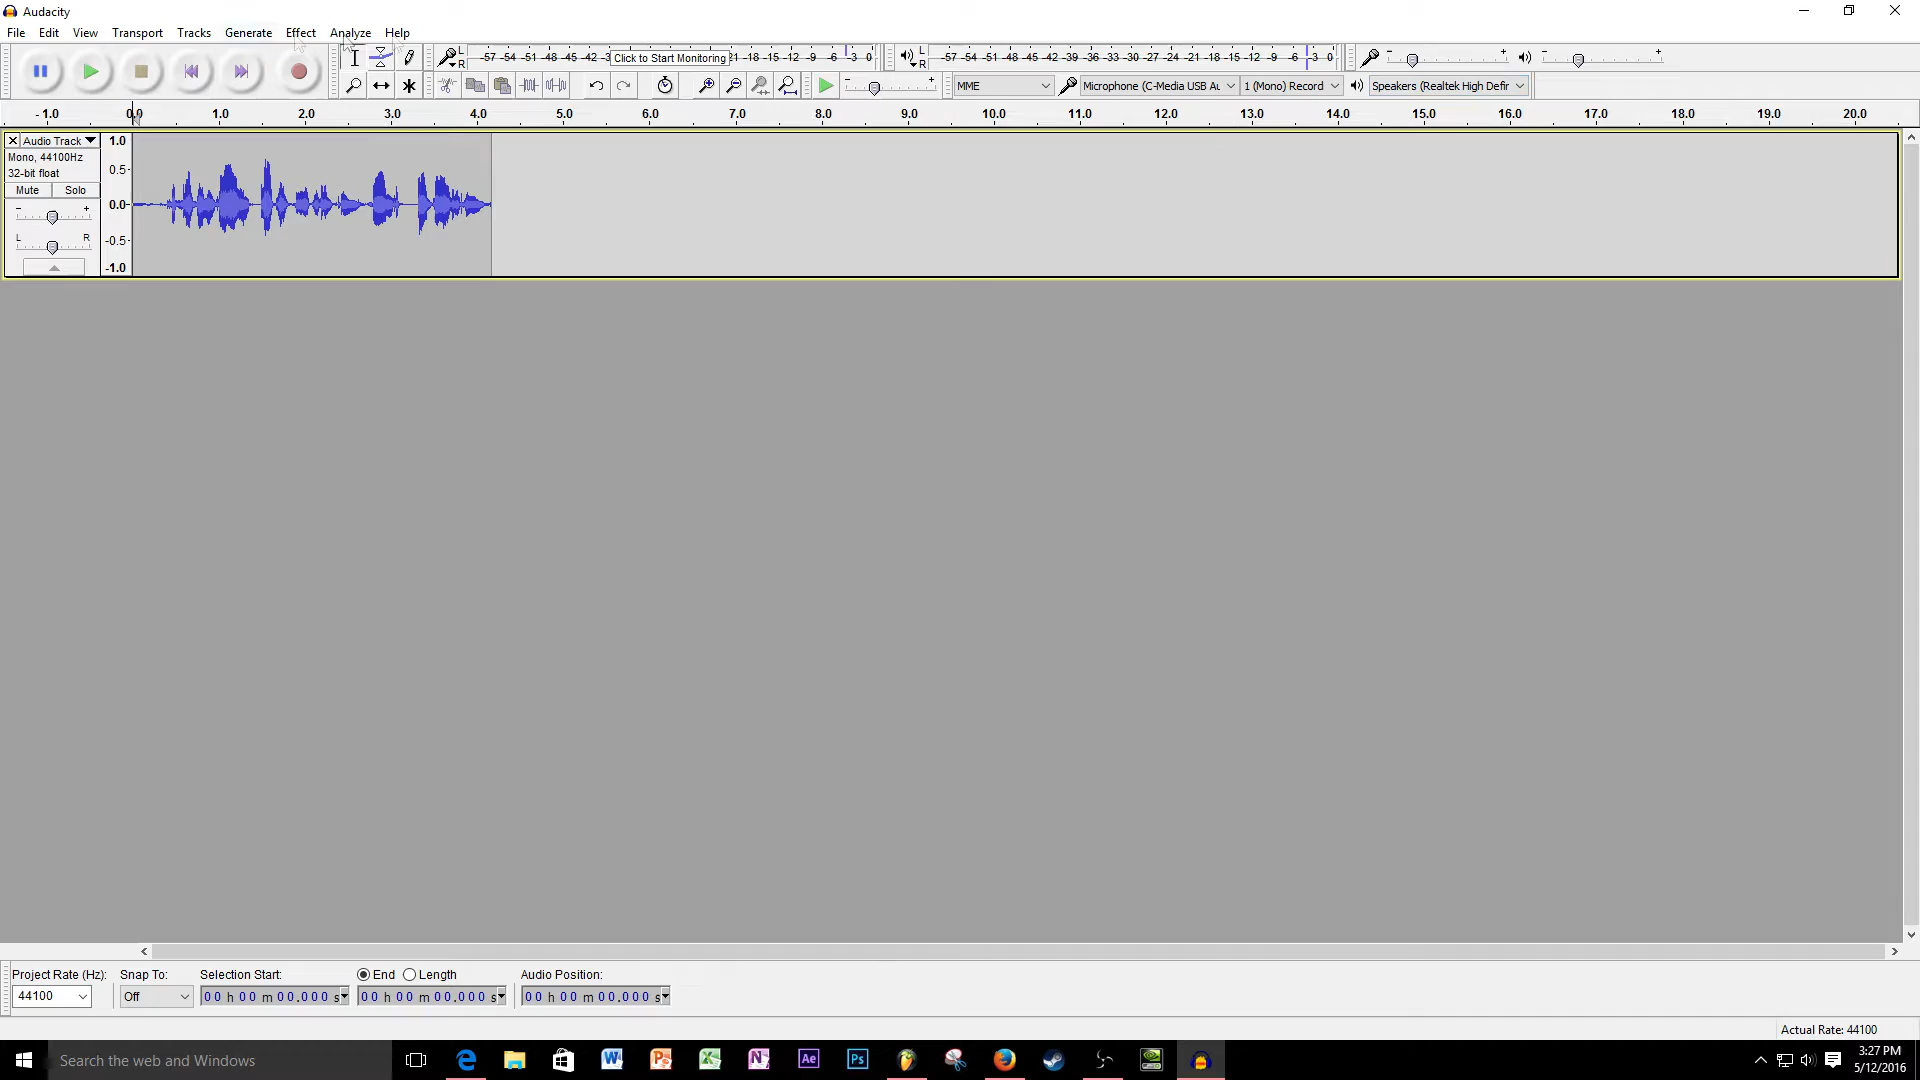 Audacity
File Edit View Transport Tracks Generate Effect Analyze Help
L R -57 -54 -51 -48 -45 -42 -3 Click to Start Monitoring 21 -18 -15 -12 -9 -6 -3 0 L R -57 -54 -51 -48 -45 -42 -39 -36 -33 -30 -27 -24 -21 -18 -15 -12 -9 -6 -3 0 - + - +
- + MME Microphone (C-Media USB Au 1 (Mono) Record Speakers (Realtek High Defir
-1.0 0.0 1.0 2.0 3.0 4.0 5.0 6.0 7.0 8.0 9.0 10.0 11.0 12.0 13.0 14.0 15.0 16.0 17.0 18.0 19.0 20.0
Audio Track 1.0
Mono, 44100Hz
32-bit float 0.5
Mute Solo
- + 0.0
L R -0.5
-1.0
Project Rate (Hz): Snap To: Selection Start: End Length Audio Position:
44100 Off 00 h 00 m 00.000 s 00 h 00 m 00.000 s 00 h 00 m 00.000 s
Actual Rate: 44100
Search the web and Windows Ae Ps 3:27 PM
5/12/2016